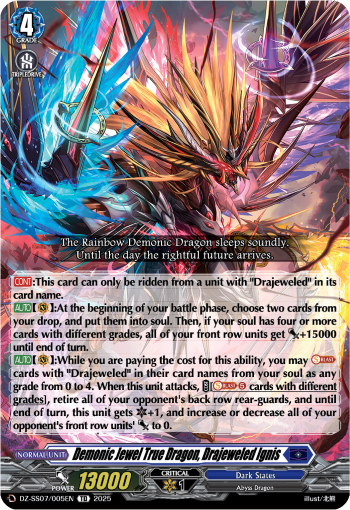 4
GRADE
TRIPLEDRIVE
The Rainbow Demonic Dragon sleeps soundly.
Until the day the rightful future arrives.
CONT:This card can only be ridden from a unit with "Drajeweled" in its
card name.
AUTO【】:At the beginning of your battle phase, choose two cards from
your drop, and put them into soul. Then, if your soul has four or more
cards with different grades, all of your front row units get +15000
until end of turn.
AUTO【】:While you are paying the cost for this ability, you may SBLAST
cards with "Drajeweled" in their card names from your soul as any
grade from 0 to 4. When this unit attacks, [SBLAST 5 cards with different
grades], retire all of your opponent's back row rear-guards, and until
end of turn, this unit gets +1, and increase or decrease all of your
opponent's front row units' to 0.
NORMAL UNIT
Demonic Jewel True Dragon, Drajeweled Ignis
POWER 13000
CRITICAL
1
Dark States
Abyss Dragon
DZ-SS07/005EN TD 2025
illust/北熊